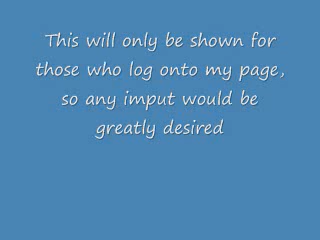 This will only be shown for
those who log onto my page,
so any imput would be
greatly desired